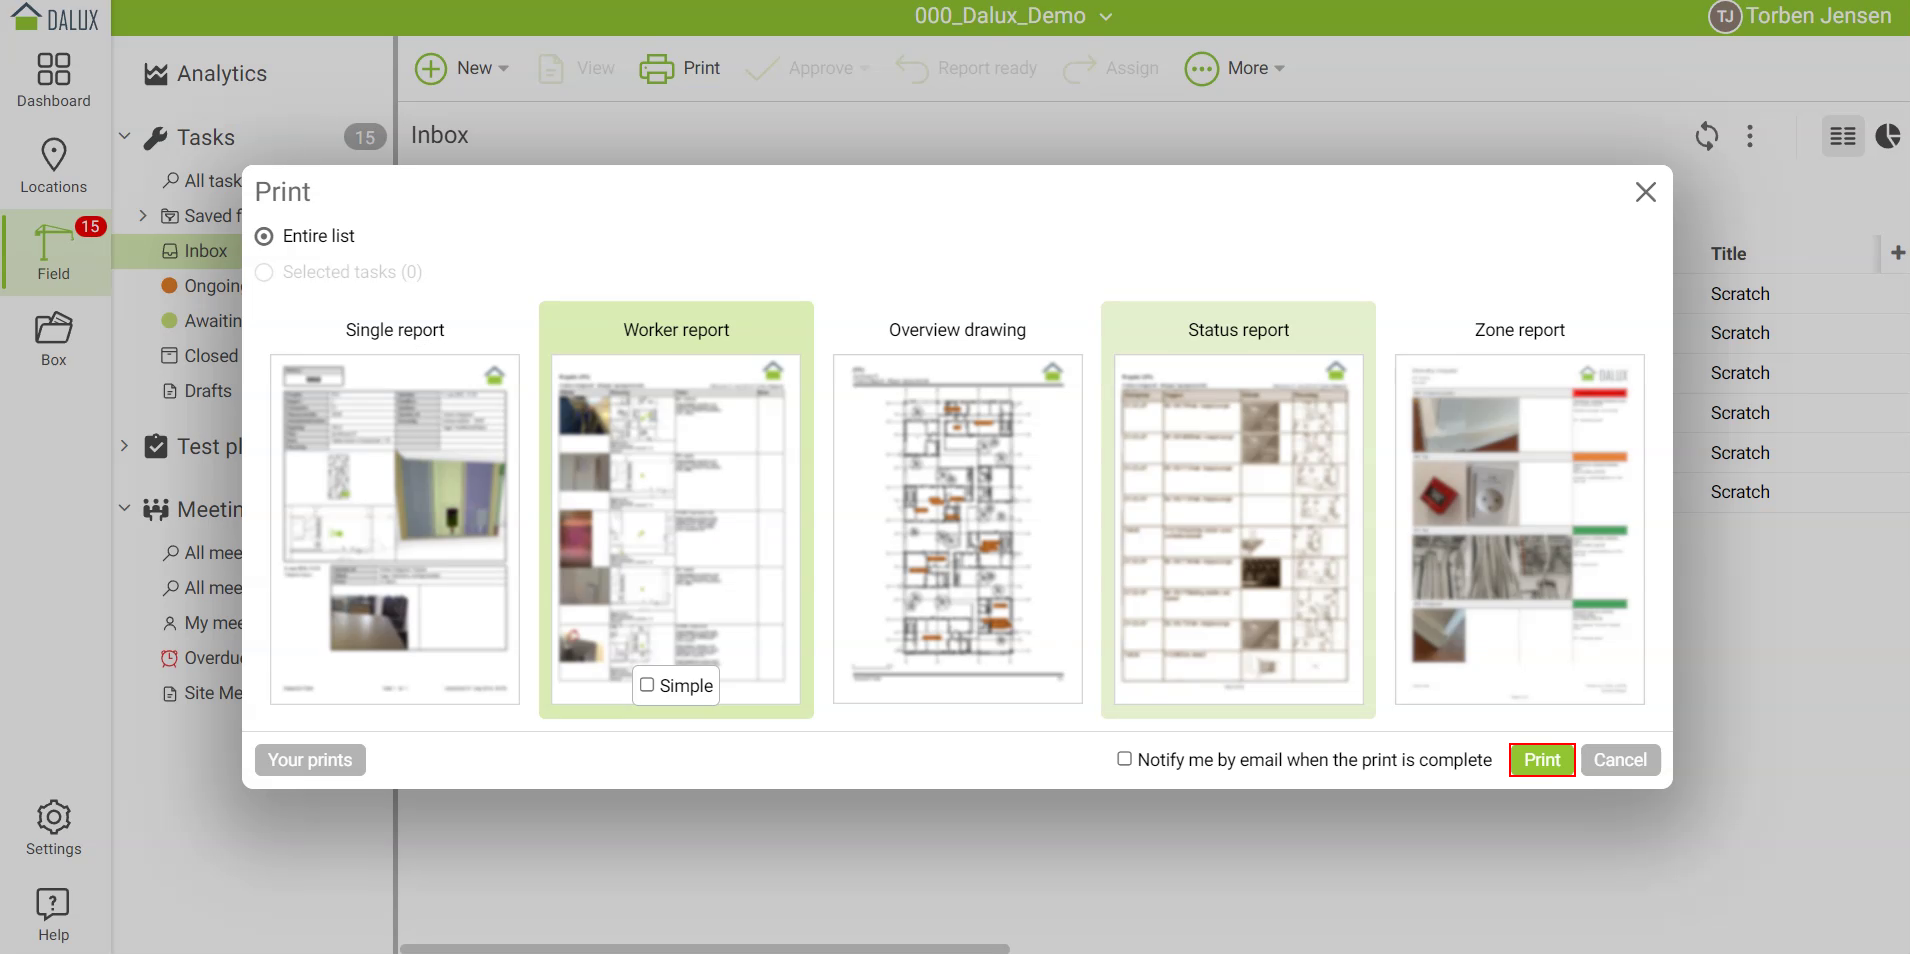 DALUX
000_Dalux_Demo
TJ Torben Jensen
Dashboard
Locations
15
Field
Box
Settings
Help
Analytics
Tasks 15
All task
Saved f
Inbox
Ongoin
Awaitin
Closed
Drafts
Test pl
Meetin
All mee
All mee
My mee
Overdu
Site Me
New View Print Approve Report ready Assign More
Inbox
Title
Scratch
Scratch
Scratch
Scratch
Scratch
Scratch
Print
Entire list
Selected tasks (0)
Single report Worker report Overview drawing Status report Zone report
DALUX
Simple
Your prints Notify me by email when the print is complete Print Cancel